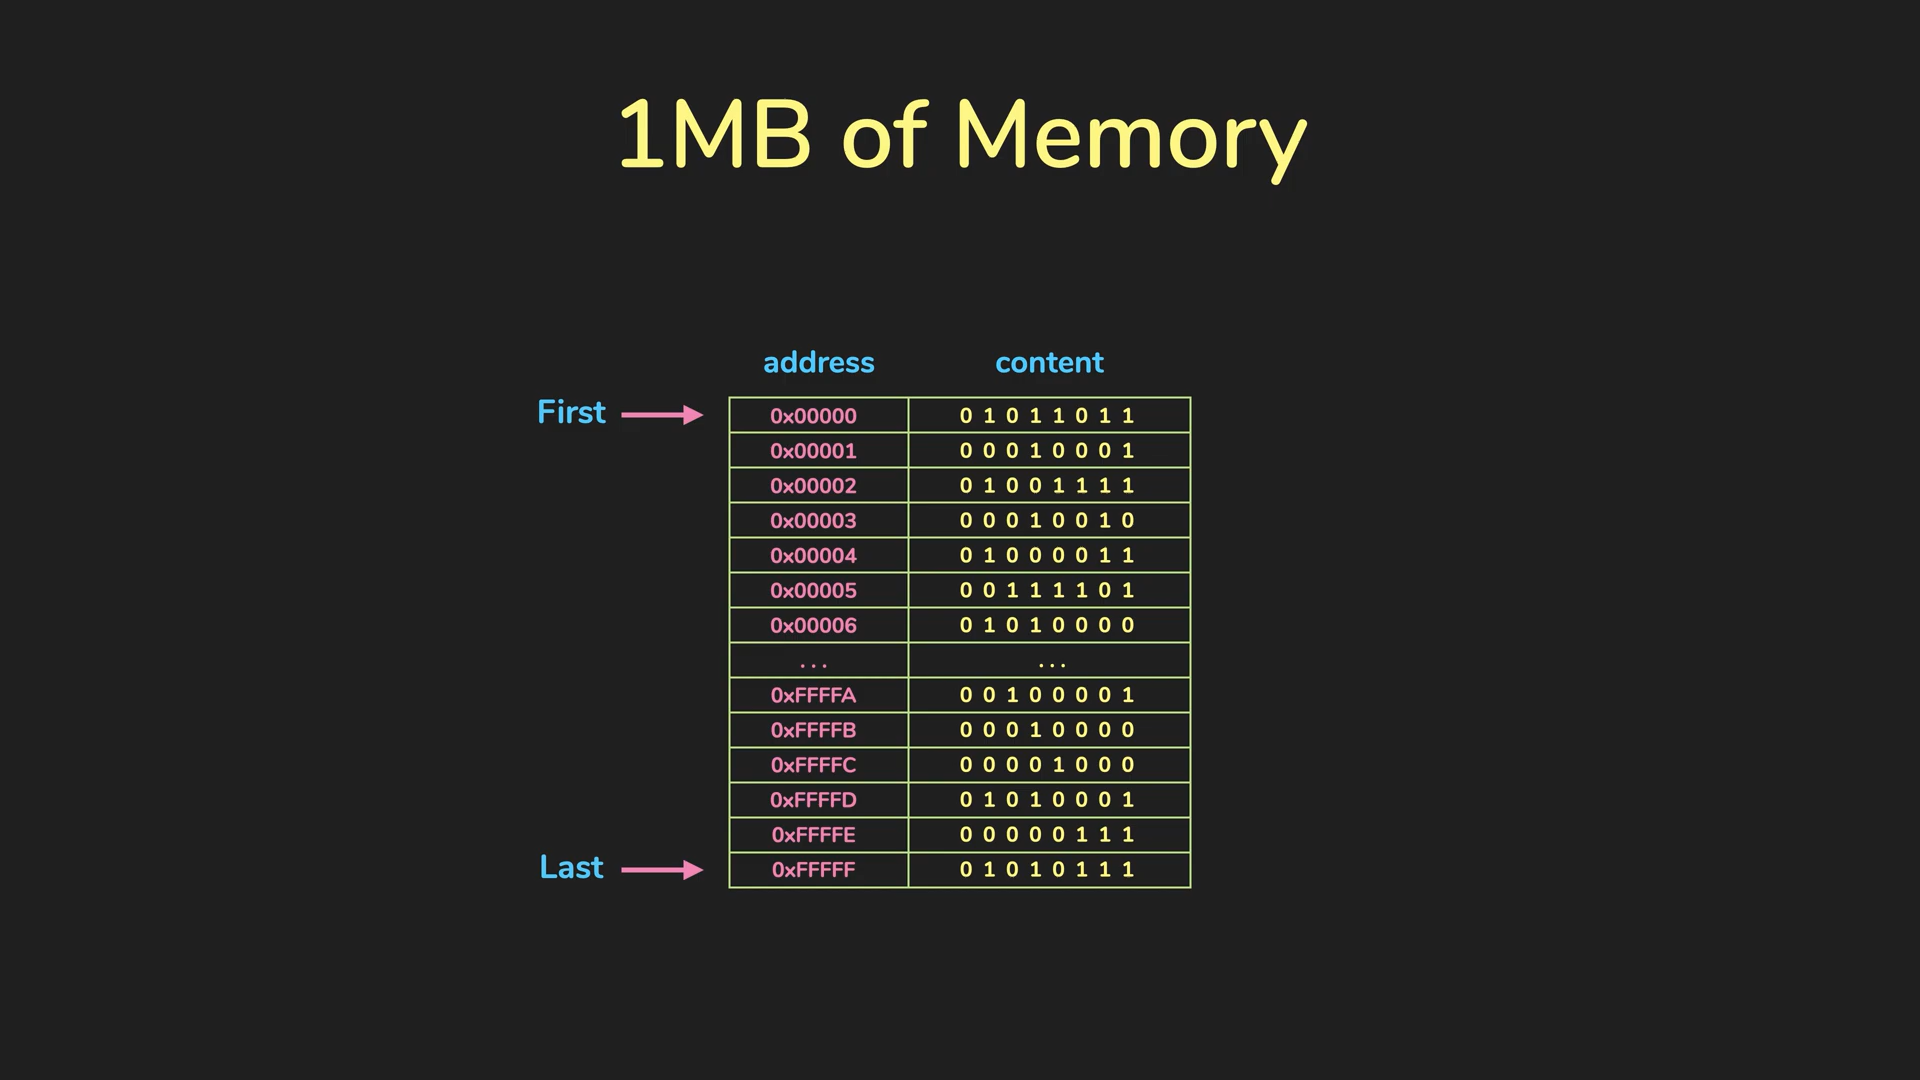 1MB of Memory
address content
First 0x00000 0 1 0 1 1 0 1 1
0x00001 0 0 0 1 0 0 0 1
0x00002 0 1 0 0 1 1 1 1
0x00003 0 0 0 1 0 0 1 0
0x00004 0 1 0 0 0 0 1 1
0x00005 0 0 1 1 1 1 0 1
0x00006 0 1 0 1 0 0 0 0
... ...
0xFFFFA 0 0 1 0 0 0 0 1
0xFFFFB 0 0 0 1 0 0 0 0
0xFFFFC 0 0 0 0 1 0 0 0
0xFFFFD 0 1 0 1 0 0 0 1
0xFFFFE 0 0 0 0 0 1 1 1
Last 0xFFFFF 0 1 0 1 0 1 1 1